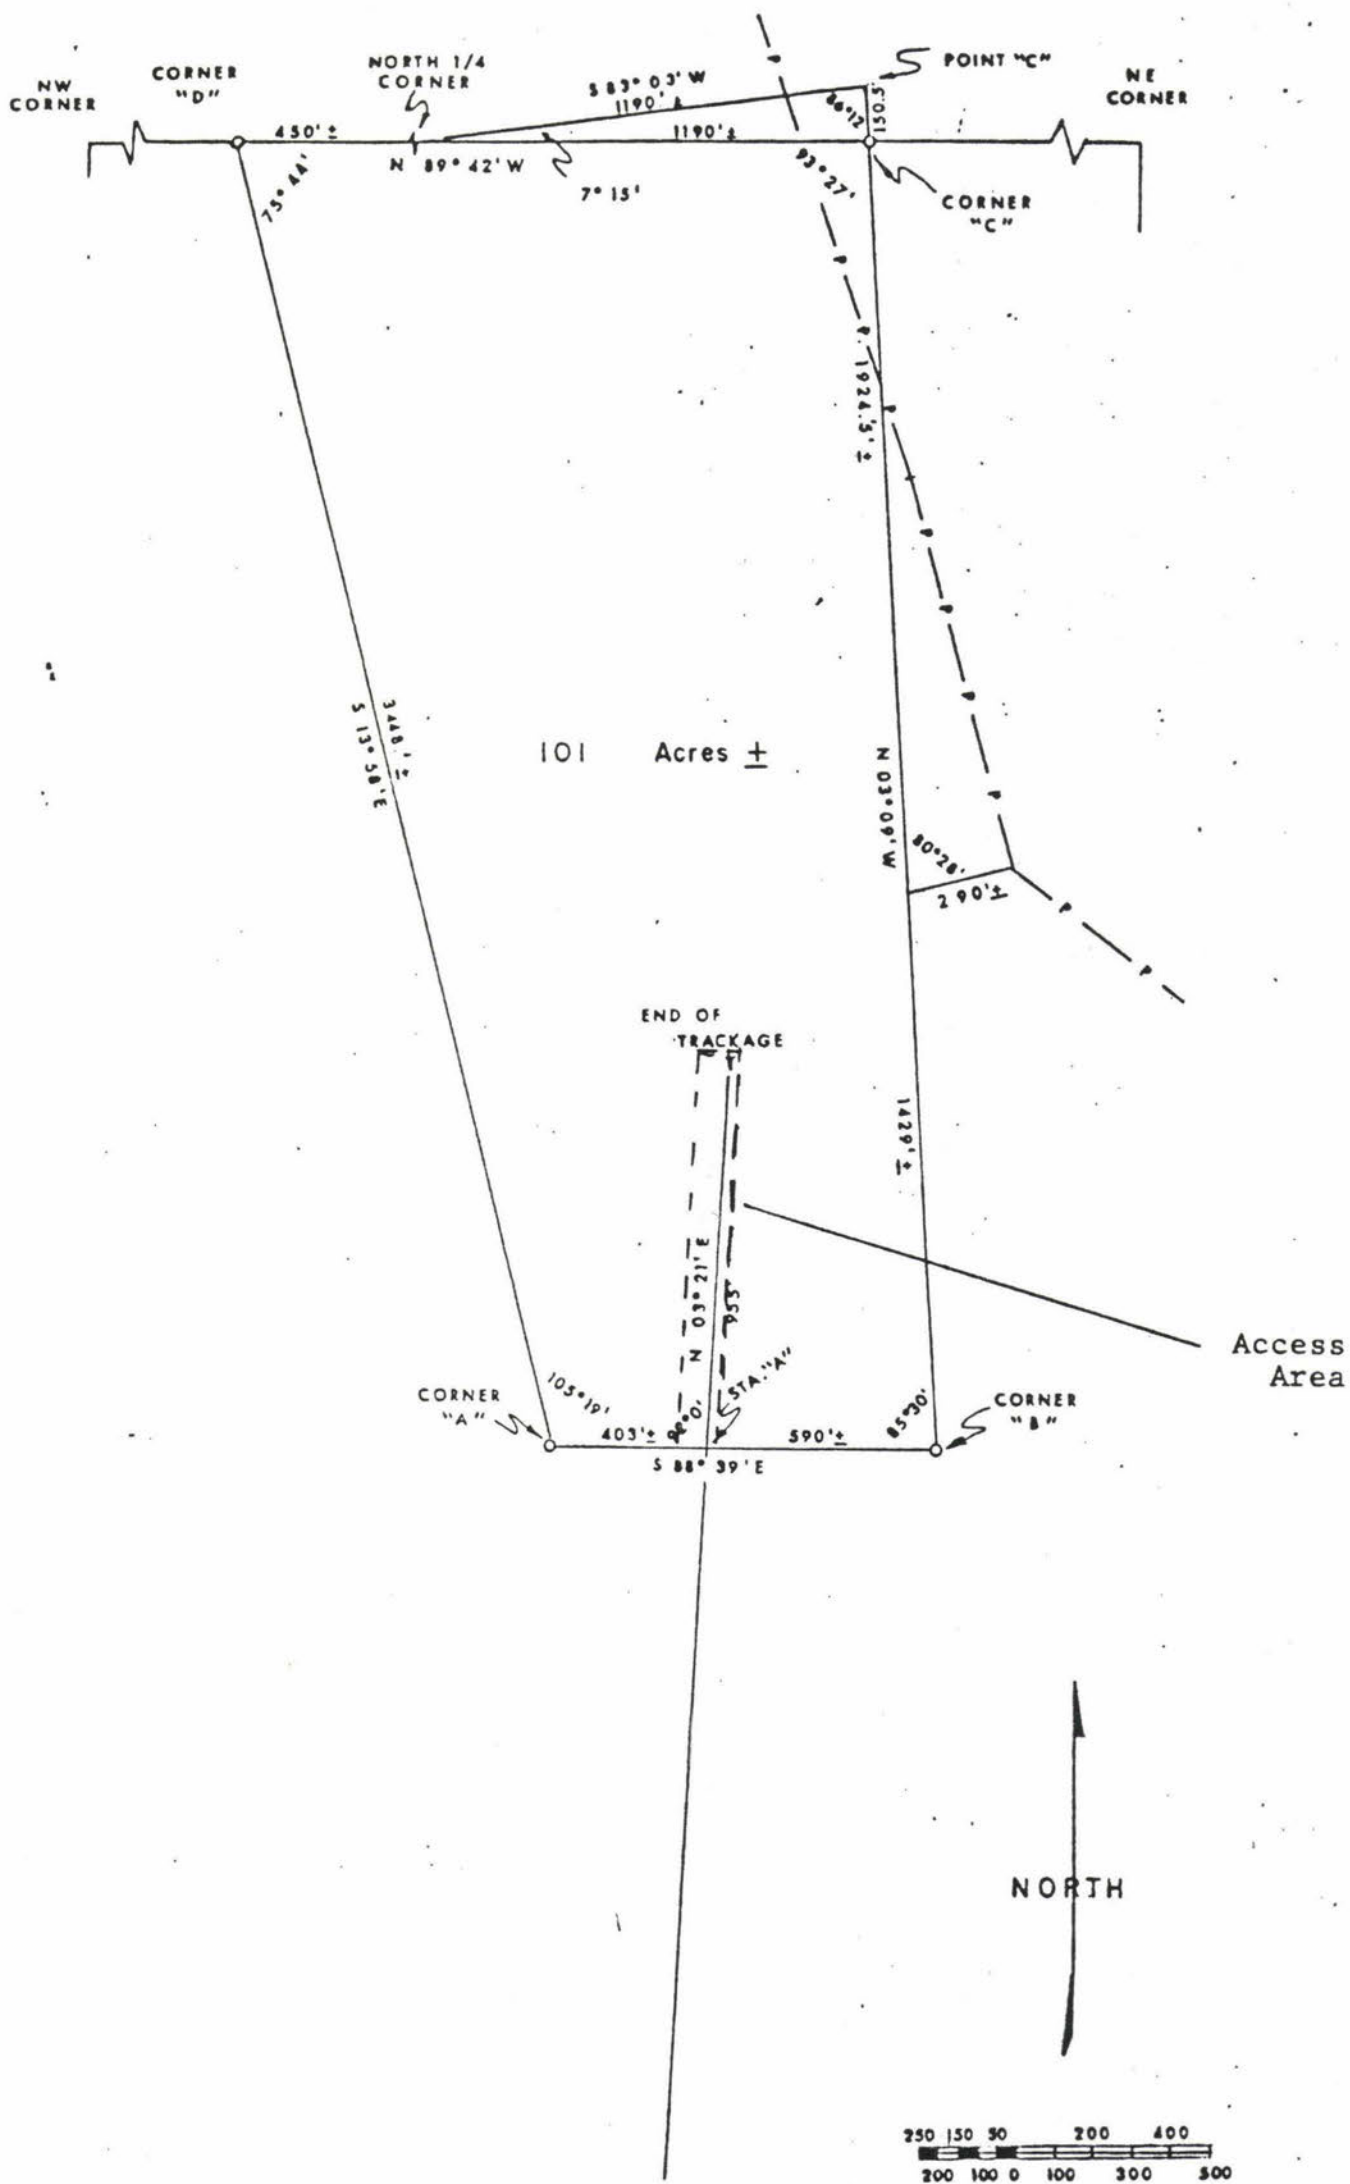 NW
CORNER
CORNER
"D"
NORTH 1/4
CORNER
S 83° 03' W
1190'
POINT "C"
NE
CORNER
450' ±
N 89° 42' W
7° 15'
1190' ±
86°12'
150.5'
93° 27'
CORNER
"C"
75° 44'
1924.5' ±
3448.' ±
S 13° 58' E
101 Acres ±
N 03° 09' W
80° 28'
290' ±
END OF
TRACKAGE
1429' ±
N 03° 21' E
955'
STA. "A"
Access
Area
CORNER
"A"
105° 19'
403' ±
590' ±
85° 30'
CORNER
"B"
S 88° 39' E
NORTH
250 150 50 200 400
200 100 0 100 300 500